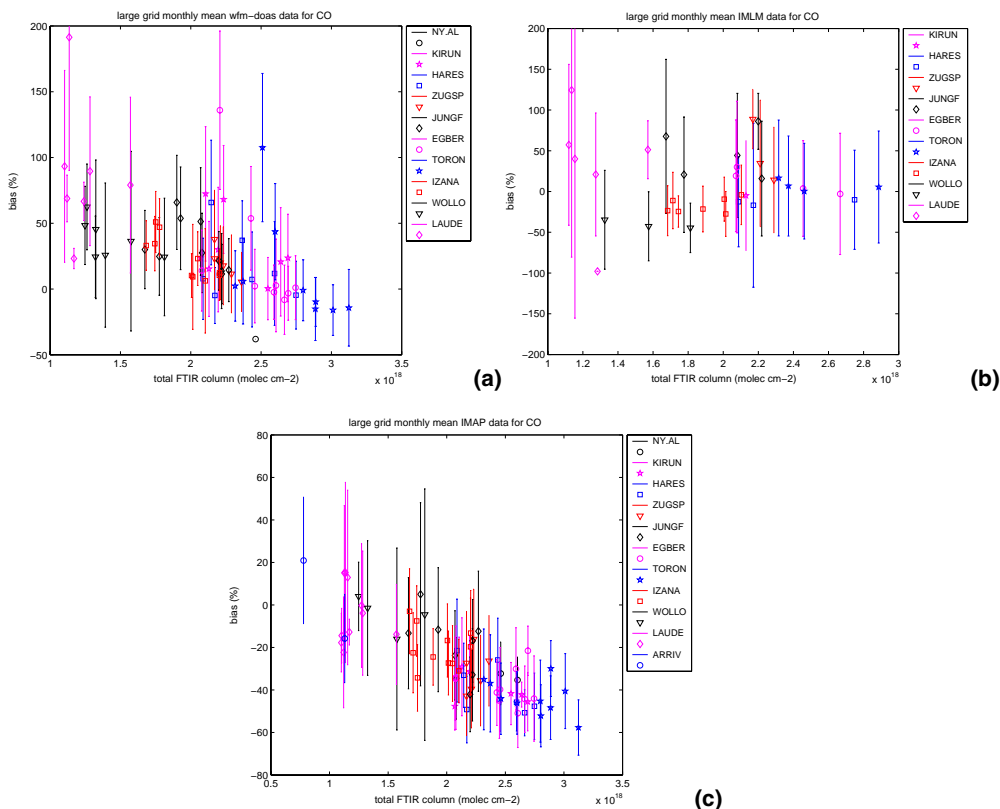 large grid monthly mean wfm-doas data for CO
200
150
100
50
0
-50
bias (%)
1 1.5 2 2.5 3 3.5
x 10^18
total FTIR column (molec cm-2)
NY.AL
KIRUN
HARES
ZUGSP
JUNGF
EGBER
TORON
IZANA
WOLLO
LAUDE
(a)
large grid monthly mean IMLM data for CO
200
150
100
50
0
-50
-100
-150
-200
bias (%)
1 1.2 1.4 1.6 1.8 2 2.2 2.4 2.6 2.8 3
x 10^18
total FTIR column (molec cm-2)
KIRUN
HARES
ZUGSP
JUNGF
EGBER
TORON
IZANA
WOLLO
LAUDE
(b)
large grid monthly mean IMAP data for CO
80
60
40
20
0
-20
-40
-60
-80
bias (%)
0.5 1 1.5 2 2.5 3 3.5
x 10^18
total FTIR column (molec cm-2)
NY.AL
KIRUN
HARES
ZUGSP
JUNGF
EGBER
TORON
IZANA
WOLLO
LAUDE
ARRIV
(c)